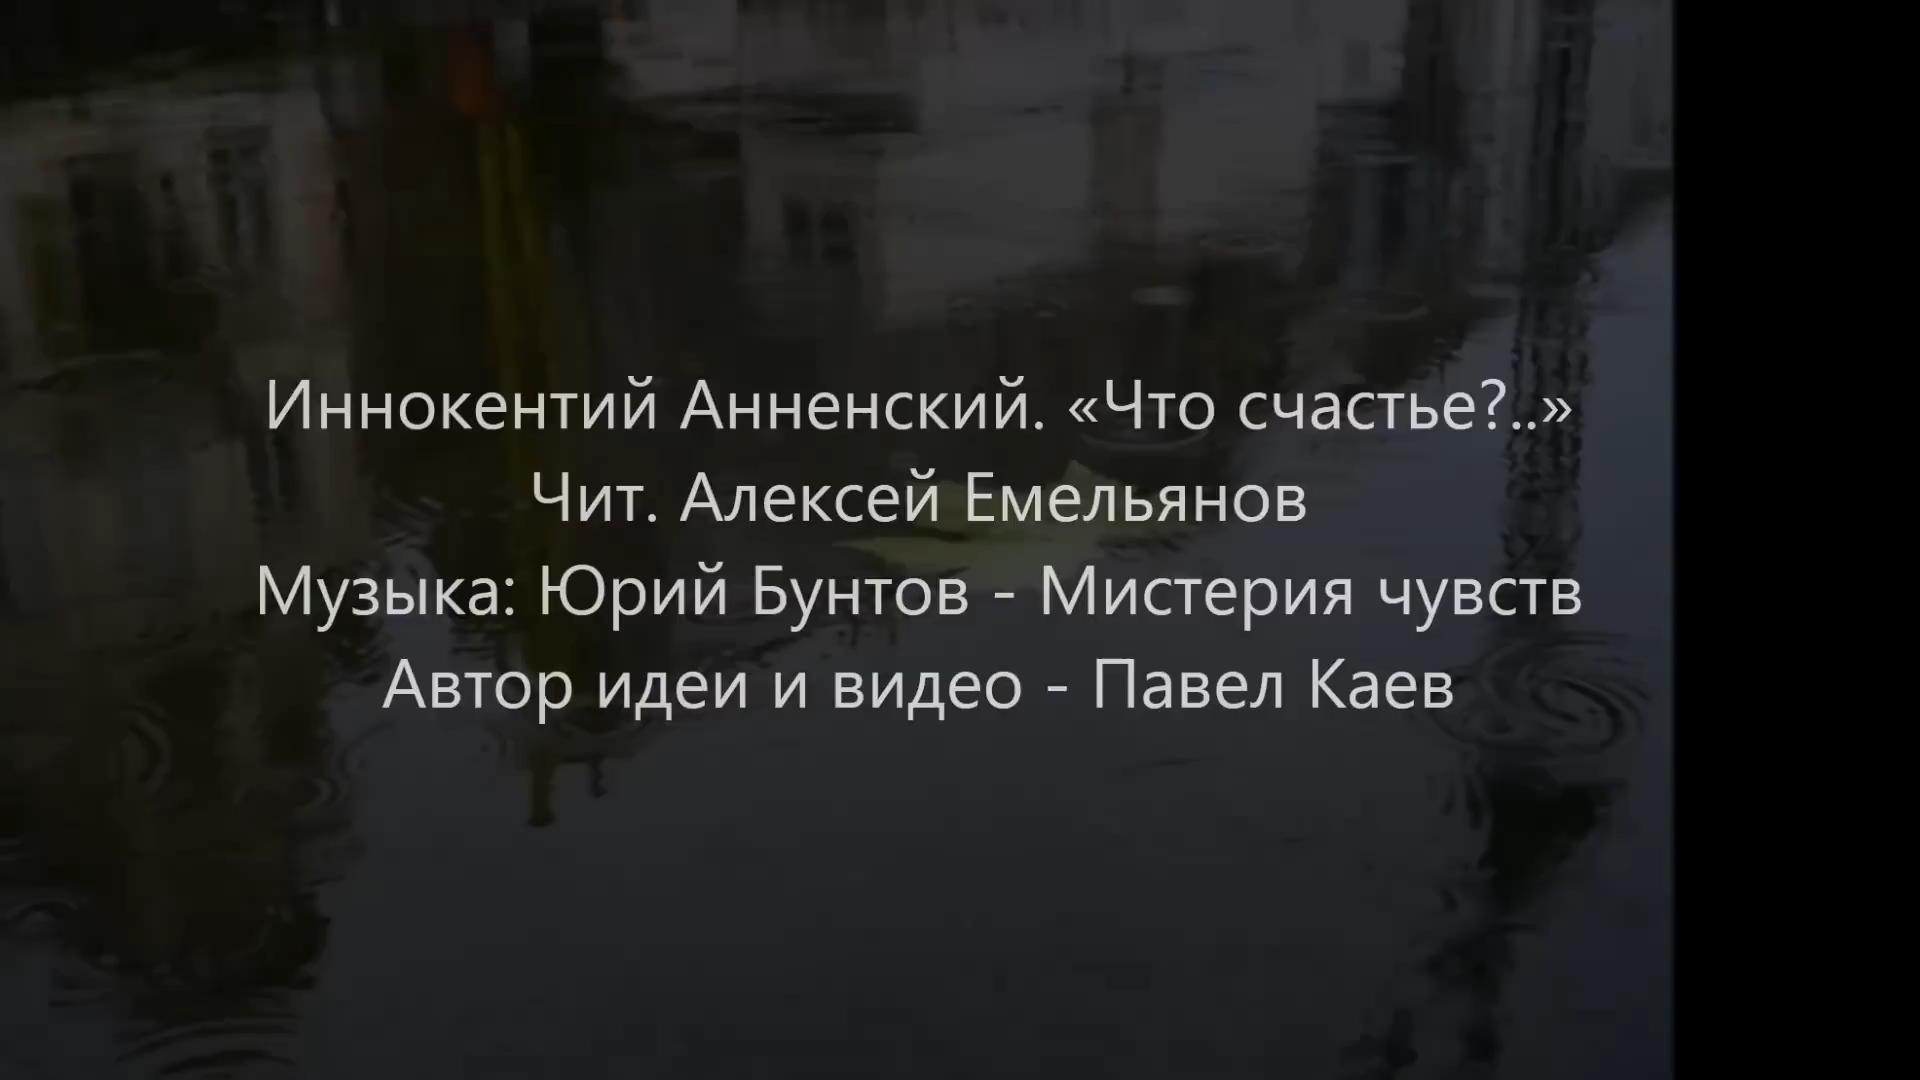 Иннокентий Анненский. «Что счастье?..»
Чит. Алексей Емельянов
Музыка: Юрий Бунтов - Мистерия чувств
Автор идеи и видео - Павел Каев